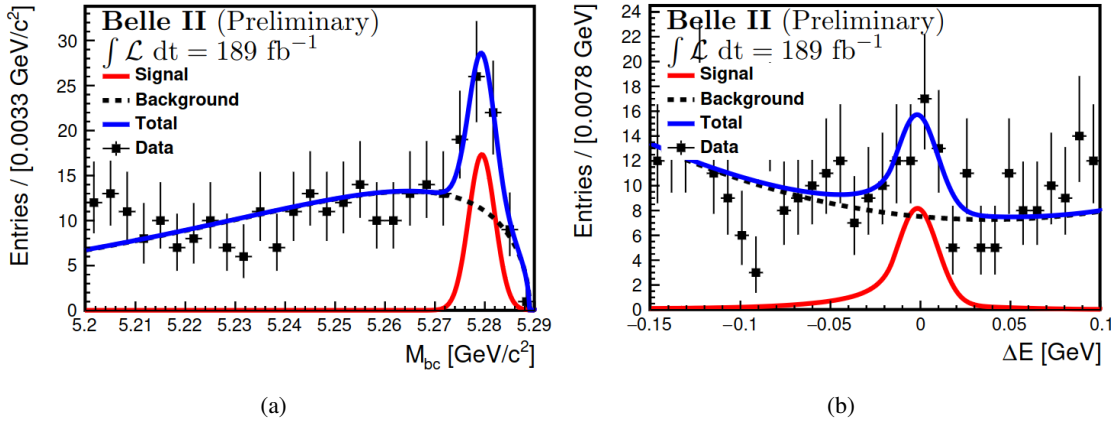 Belle II (Preliminary)
∫ 𝓛 dt = 189 fb⁻¹
Signal
Background
Total
Data
Entries / [0.0033 GeV/c²]
30
25
20
15
10
5
0
5.2 5.21 5.22 5.23 5.24 5.25 5.26 5.27 5.28 5.29
M_bc [GeV/c²]
(a)
Belle II (Preliminary)
∫ 𝓛 dt = 189 fb⁻¹
Signal
Background
Total
Data
Entries / [0.0078 GeV]
24
22
20
18
16
14
12
10
8
6
4
2
0
−0.15 −0.1 −0.05 0 0.05 0.1
ΔE [GeV]
(b)